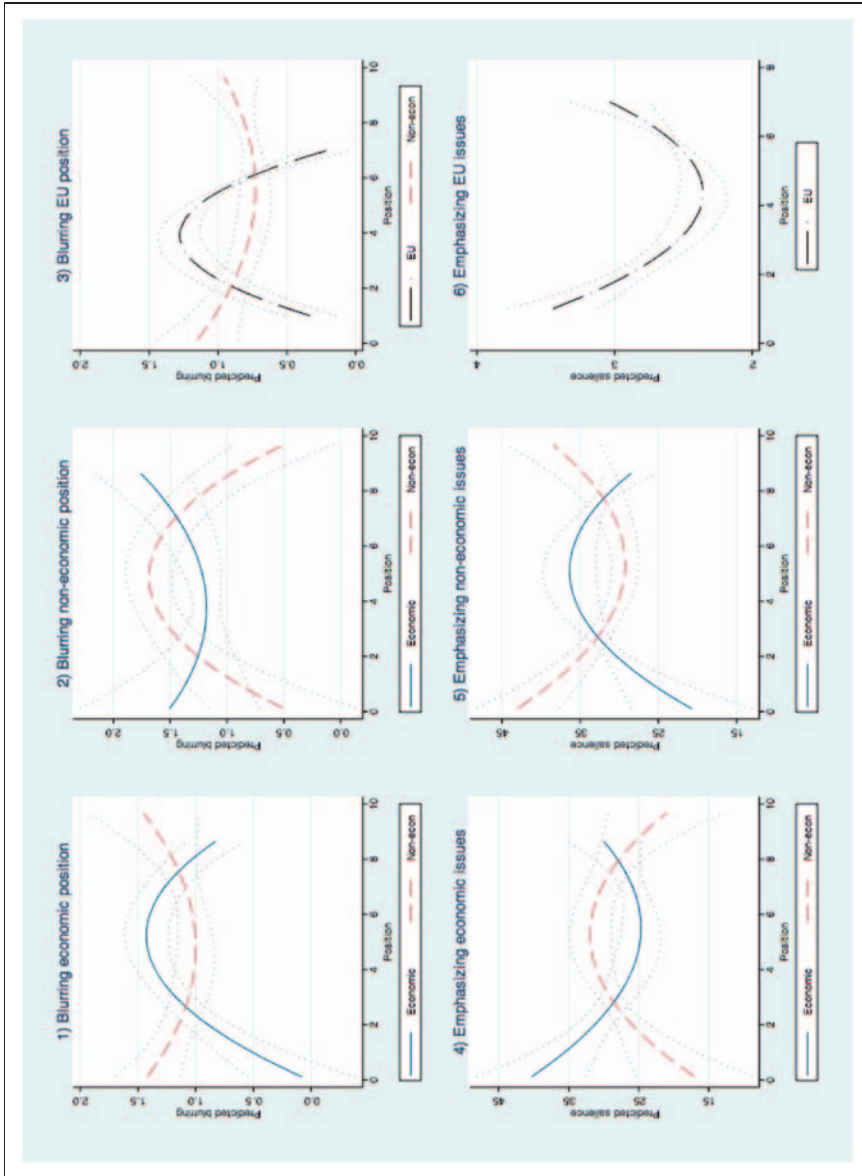 1) Blurring economic position
Predicted blurring
2.0
1.5
1.0
0.5
0.0
0 2 4 6 8 10
Position
Economic Non-econ
2) Blurring non-economic position
Predicted blurring
2.0
1.5
1.0
0.5
0.0
0 2 4 6 8 10
Position
Economic Non-econ
3) Blurring EU position
Predicted blurring
2.0
1.5
1.0
0.5
0.0
0 2 4 6 8 10
Position
EU Non-econ
4) Emphasizing economic issues
Predicted salience
45
35
25
15
0 2 4 6 8 10
Position
Economic Non-econ
5) Emphasizing non-economic issues
Predicted salience
45
35
25
15
0 2 4 6 8 10
Position
Economic Non-econ
6) Emphasizing EU issues
Predicted salience
4
3
2
0 2 4 6 8
Position
EU